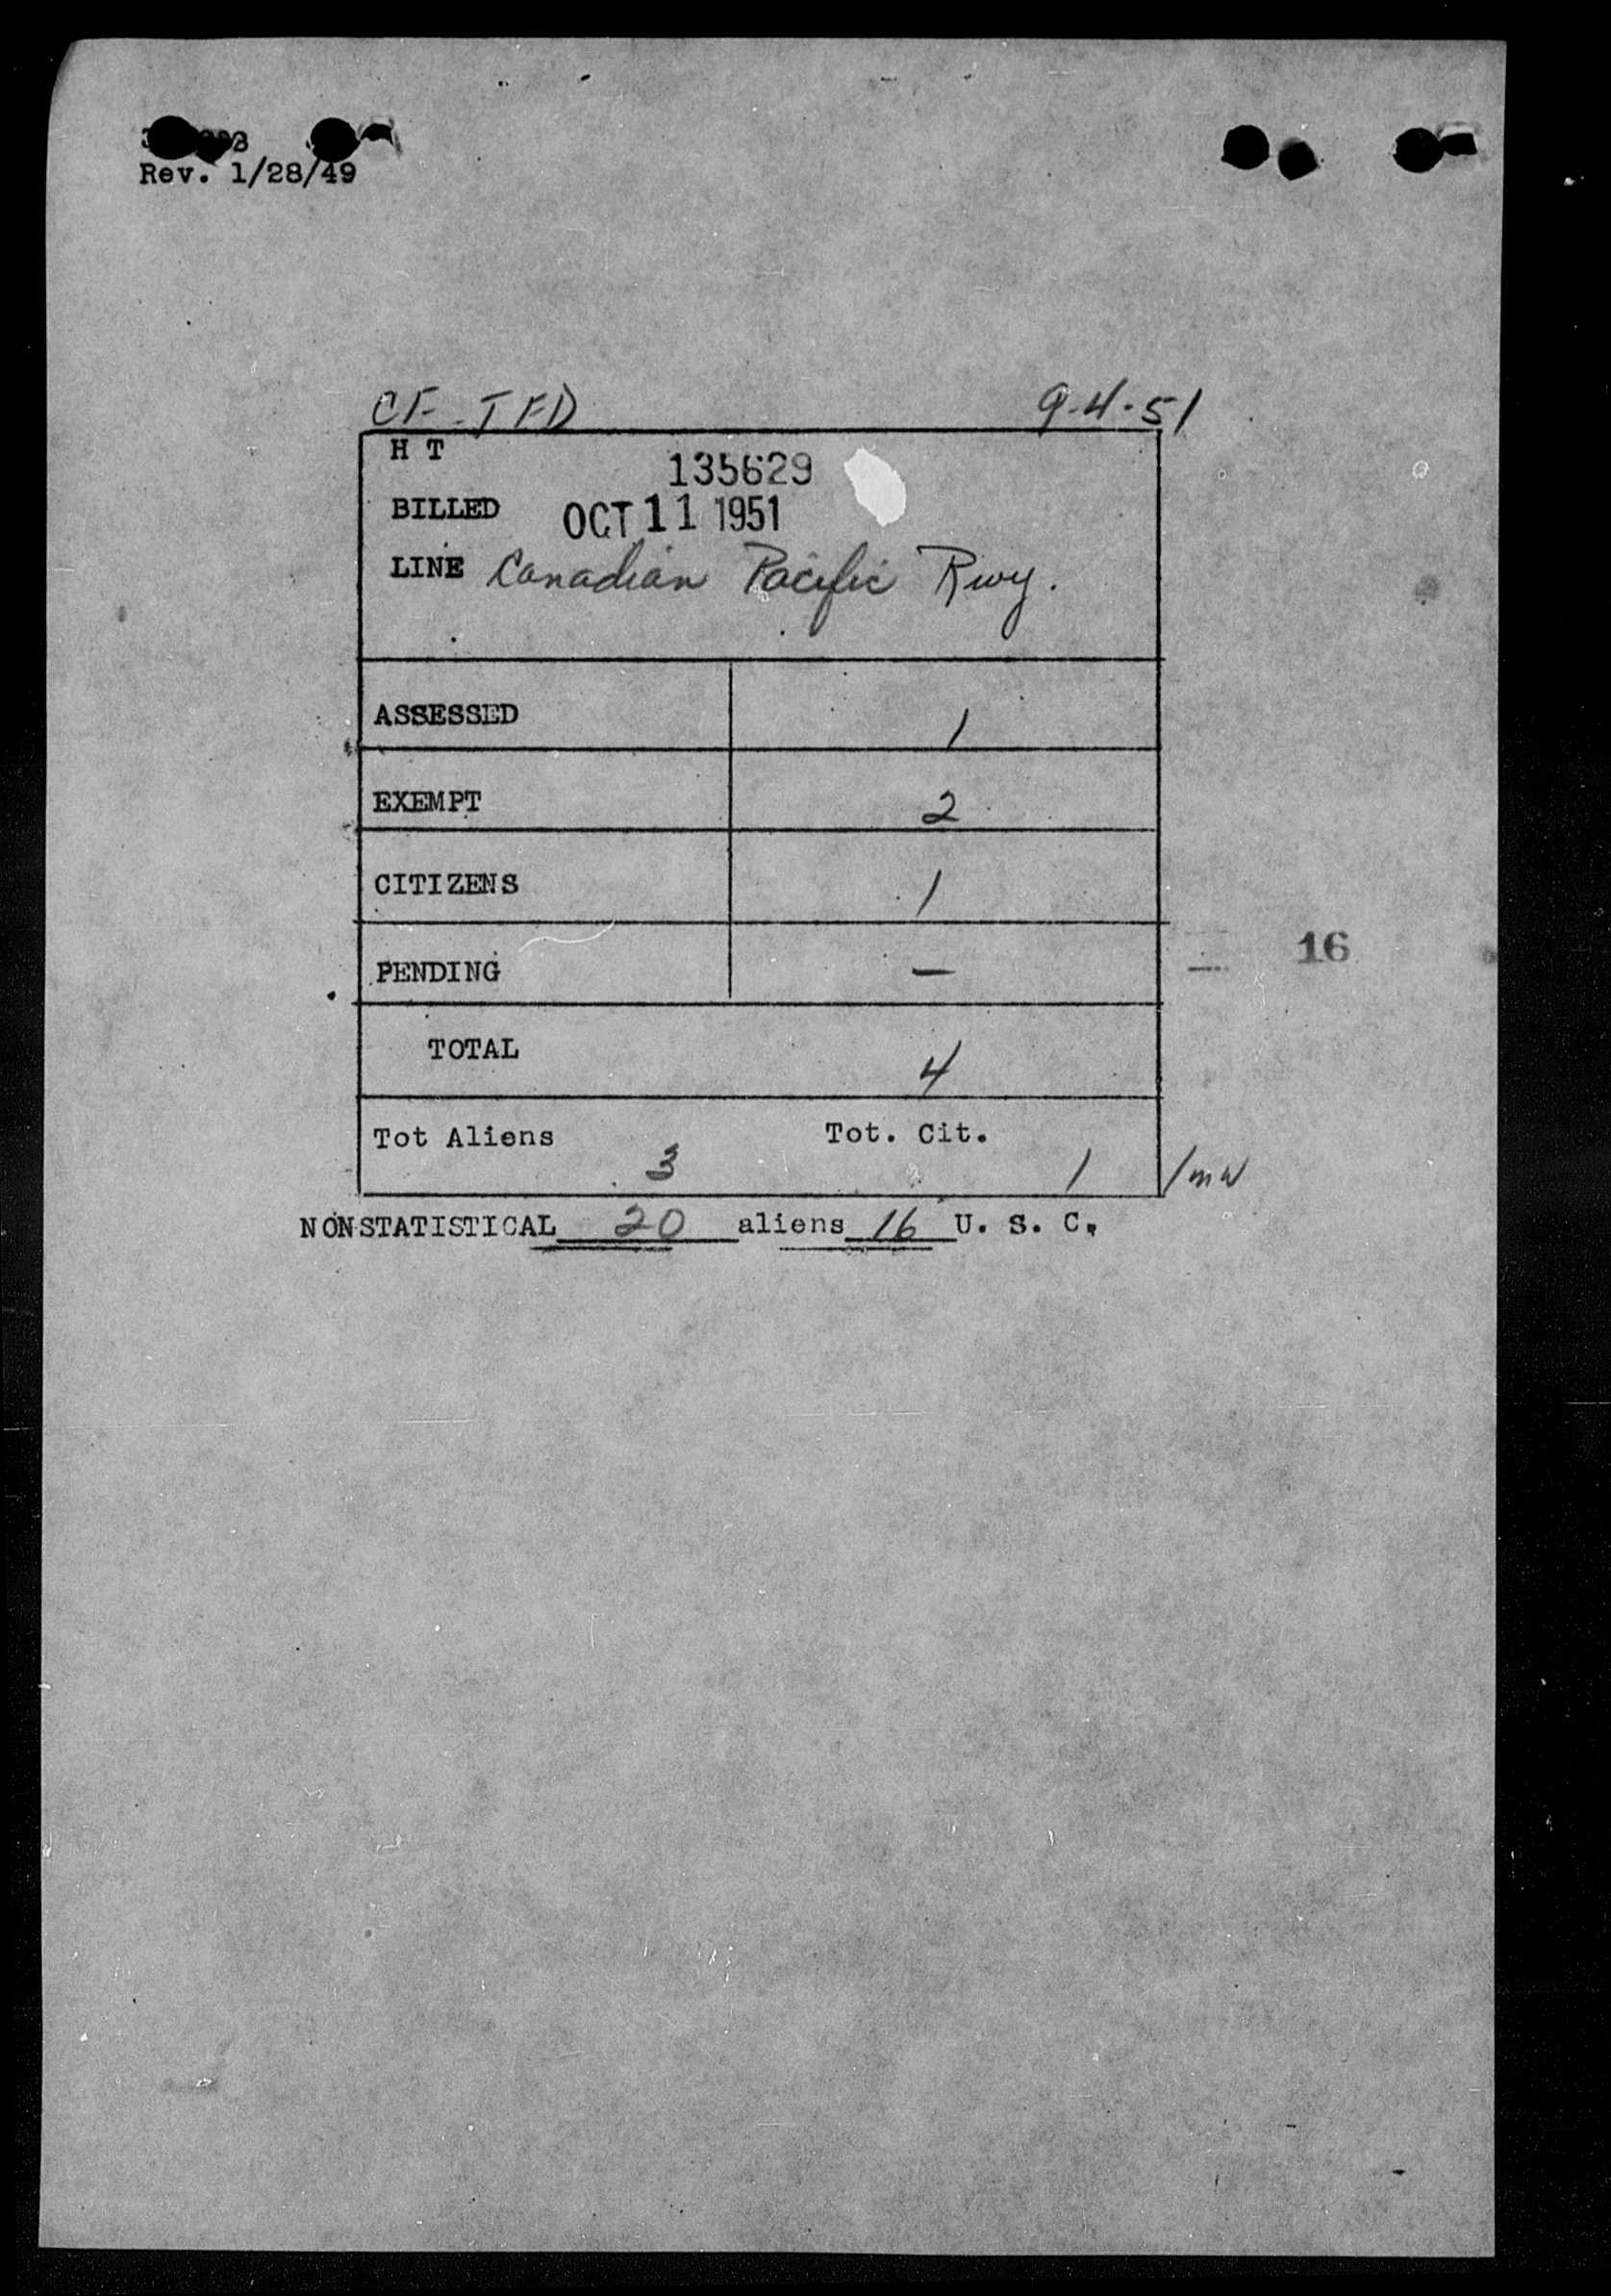 Rev. 1/28/49
CF-TFD 9-4-51
H T
135629
BILLED OCT 11 1951
LINE Canadian Pacific Rwy.
ASSESSED 1
EXEMPT 2
CITIZENS 1
16
PENDING —
TOTAL 4
Tot Aliens 3 Tot. Cit. 1 /mw
NONSTATISTICAL 20 aliens 16 U. S. C.